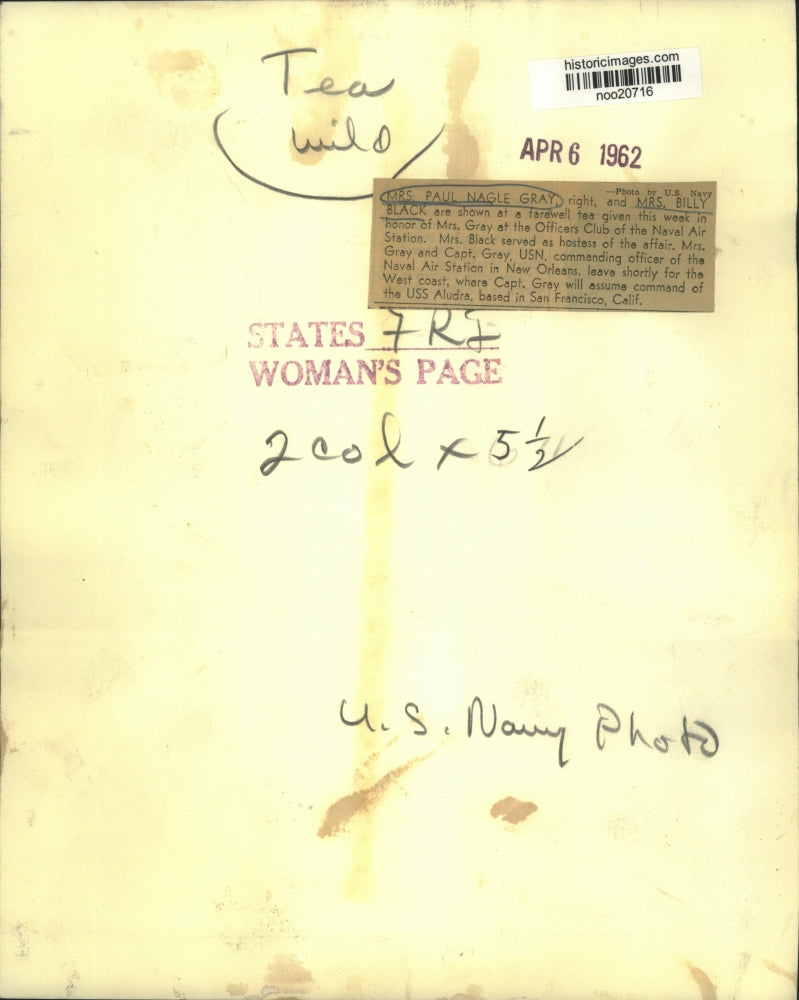 Tea
wild
historicimages.com
noo20716
APR 6 1962
—Photo by U.S. Navy
MRS. PAUL NAGLE GRAY, right, and MRS. BILLY
BLACK are shown at a farewell tea given this week in
honor of Mrs. Gray at the Officers Club of the Naval Air
Station. Mrs. Black served as hostess of the affair. Mrs.
Gray and Capt. Gray, USN, commanding officer of the
Naval Air Station in New Orleans, leave shortly for the
West coast, where Capt. Gray will assume command of
the USS Aludra, based in San Francisco, Calif.
STATES FRI
WOMAN'S PAGE
2 col x 5 1/2
U.S. Navy Photo